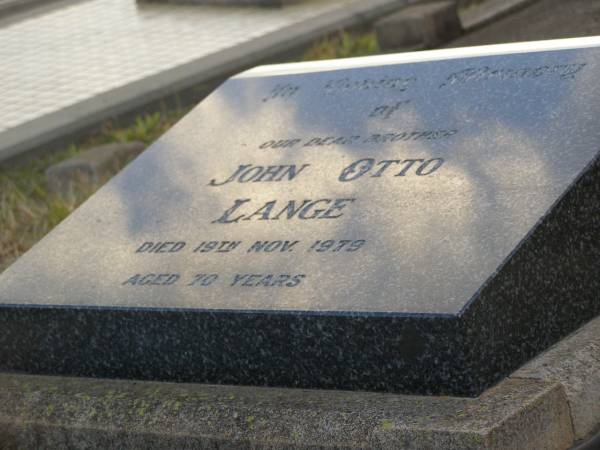 In Loving Memory
of
OUR DEAR BROTHER
JOHN OTTO
LANGE
DIED 19TH NOV. 1979
AGED 70 YEARS